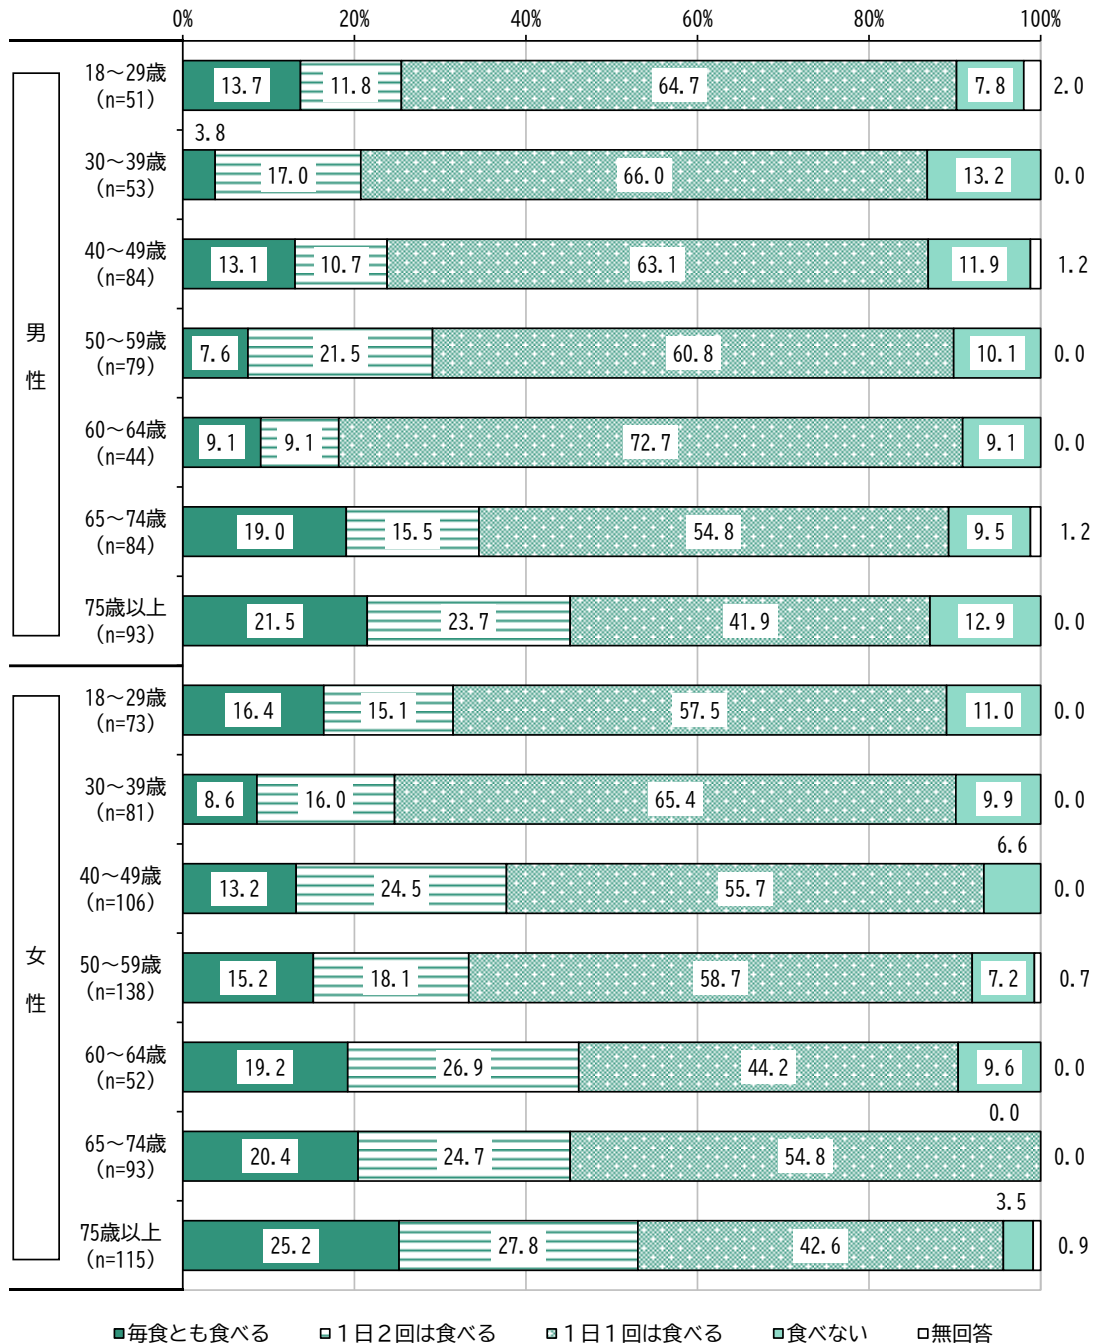 0% 20% 40% 60% 80% 100%
男性
18～29歳
(n=51)
13.7 11.8 64.7 7.8 2.0
3.8
30～39歳
(n=53)
17.0 66.0 13.2 0.0
40～49歳
(n=84)
13.1 10.7 63.1 11.9 1.2
50～59歳
(n=79)
7.6 21.5 60.8 10.1 0.0
60～64歳
(n=44)
9.1 9.1 72.7 9.1 0.0
65～74歳
(n=84)
19.0 15.5 54.8 9.5 1.2
75歳以上
(n=93)
21.5 23.7 41.9 12.9 0.0
女性
18～29歳
(n=73)
16.4 15.1 57.5 11.0 0.0
30～39歳
(n=81)
8.6 16.0 65.4 9.9 0.0
6.6
40～49歳
(n=106)
13.2 24.5 55.7 0.0
50～59歳
(n=138)
15.2 18.1 58.7 7.2 0.7
60～64歳
(n=52)
19.2 26.9 44.2 9.6 0.0
0.0
65～74歳
(n=93)
20.4 24.7 54.8 0.0
3.5
75歳以上
(n=115)
25.2 27.8 42.6 0.9
毎食とも食べる １日２回は食べる １日１回は食べる 食べない 無回答